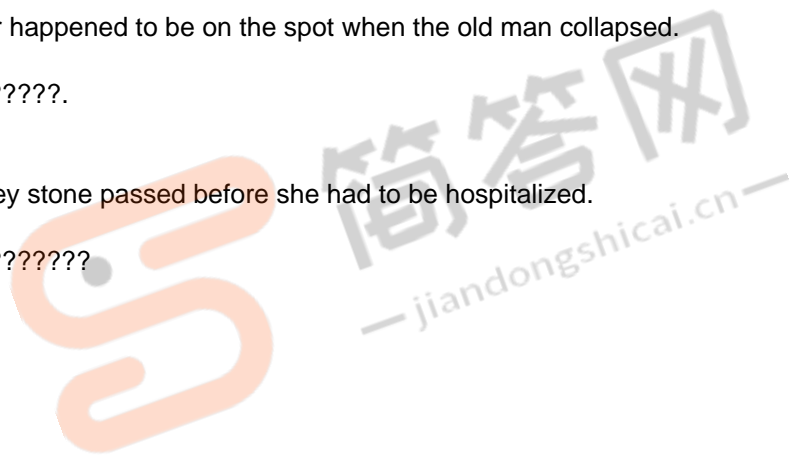 happened to be on the spot when the old man collapsed.
?????.
ey stone passed before she had to be hospitalized.
???????
简答网
jiandongshicai.cn